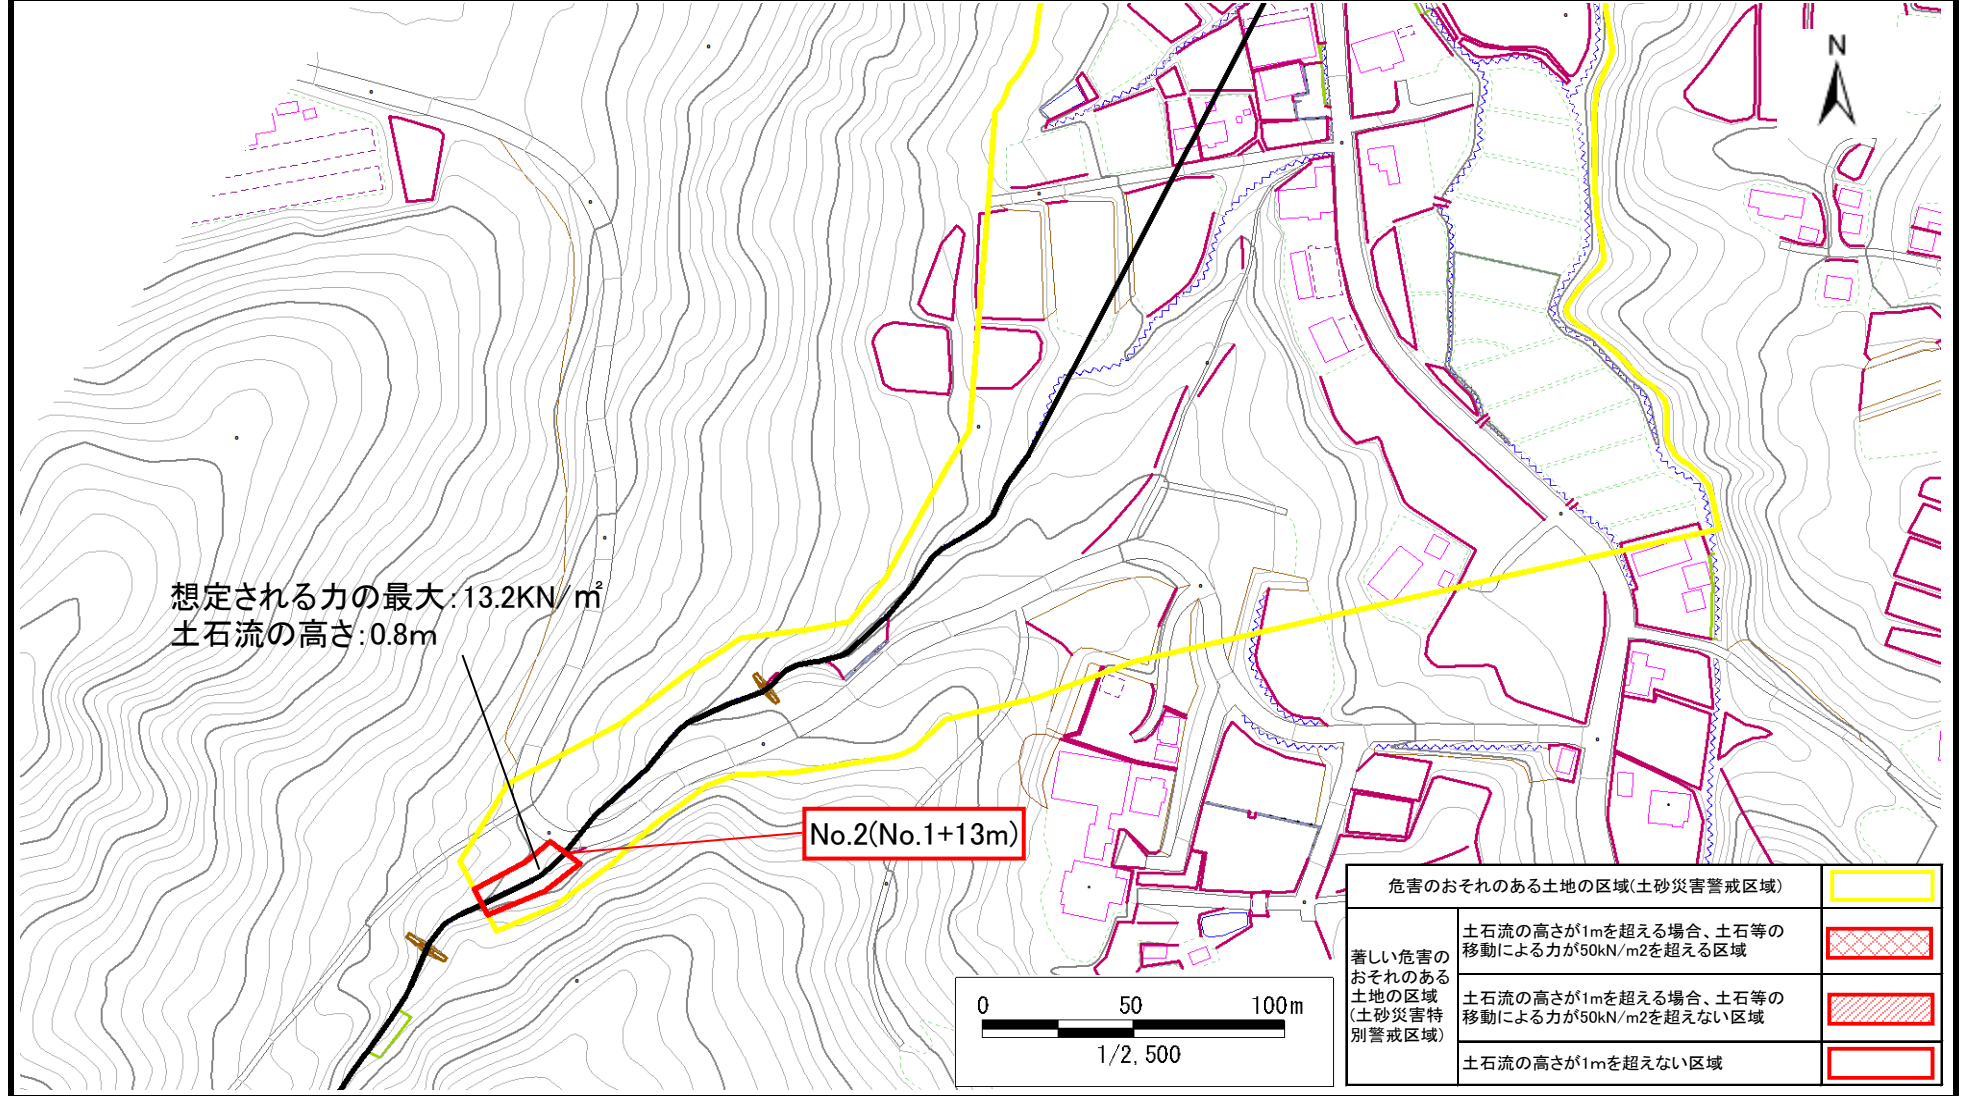 N
想定される力の最大:13.2KN/㎡
土石流の高さ:0.8m
No.2(No.1+13m)
0 50 100m
1/2,500
危害のおそれのある土地の区域(土砂災害警戒区域)
著しい危害の
おそれのある
土地の区域
(土砂災害特
別警戒区域)
土石流の高さが1mを超える場合、土石等の
移動による力が50kN/m2を超える区域
土石流の高さが1mを超える場合、土石等の
移動による力が50kN/m2を超えない区域
土石流の高さが1mを超えない区域